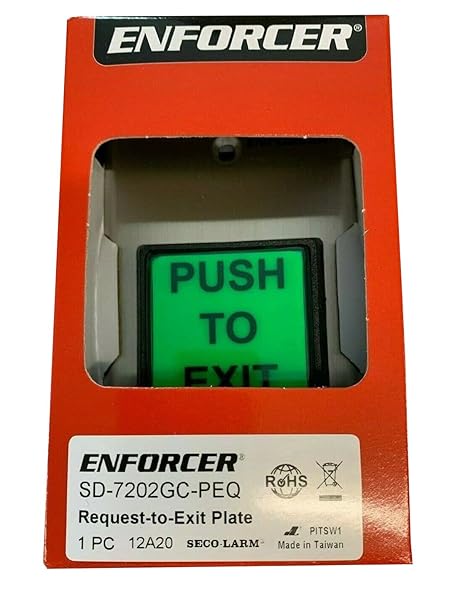 ENFORCER®
PUSH
TO
EXIT
ENFORCER®
SD-7202GC-PEQ
RoHS
Request-to-Exit Plate
PITSW1
1 PC 12A20 SECO-LARM® Made in Taiwan